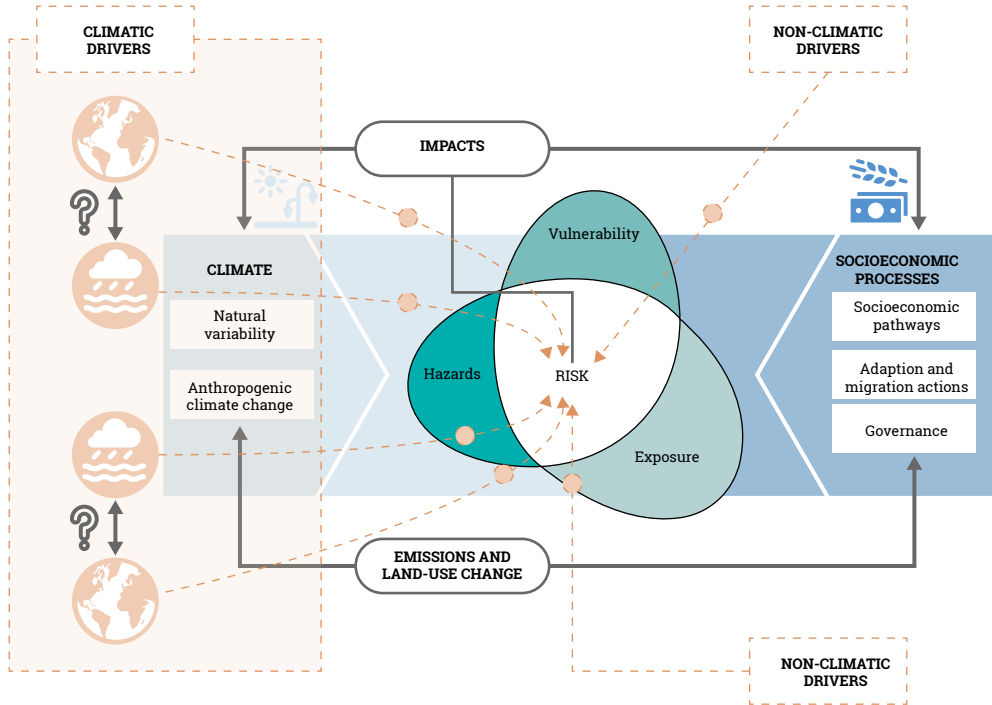 CLIMATIC
DRIVERS
NON-CLIMATIC
DRIVERS
IMPACTS
?
Vulnerability
CLIMATE
SOCIOECONOMIC
PROCESSES
Natural
variability
Socioeconomic
pathways
Hazards
RISK
Anthropogenic
climate change
Adaption and
migration actions
Governance
Exposure
?
EMISSIONS AND
LAND-USE CHANGE
NON-CLIMATIC
DRIVERS